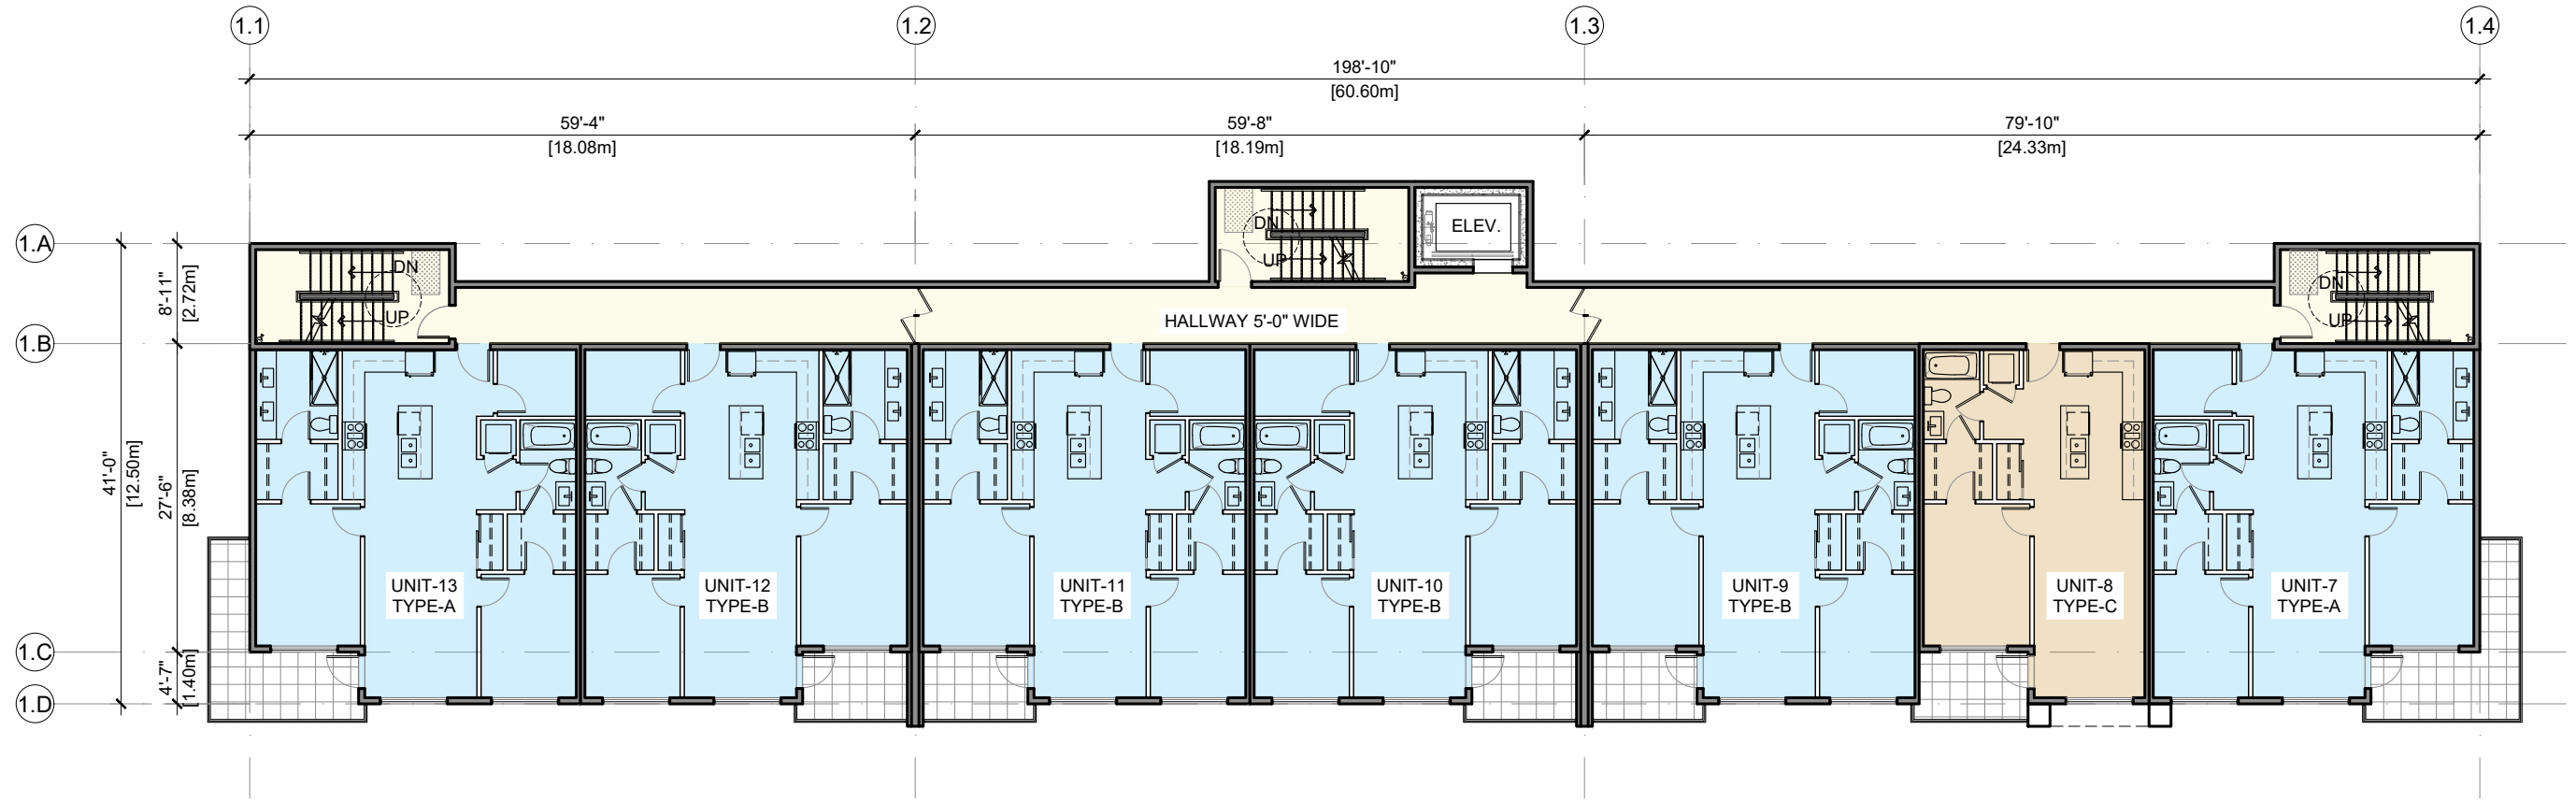 1.1
1.2
1.3
1.4
198'-10"
[60.60m]
59'-4"
[18.08m]
59'-8"
[18.19m]
79'-10"
[24.33m]
1.A
1.B
1.C
1.D
41'-0"
[12.50m]
8'-11"
[2.72m]
27'-6"
[8.38m]
4'-7"
[1.40m]
DN
UP
DN
UP
ELEV.
DN
UP
HALLWAY 5'-0" WIDE
UNIT-13
TYPE-A
UNIT-12
TYPE-B
UNIT-11
TYPE-B
UNIT-10
TYPE-B
UNIT-9
TYPE-B
UNIT-8
TYPE-C
UNIT-7
TYPE-A